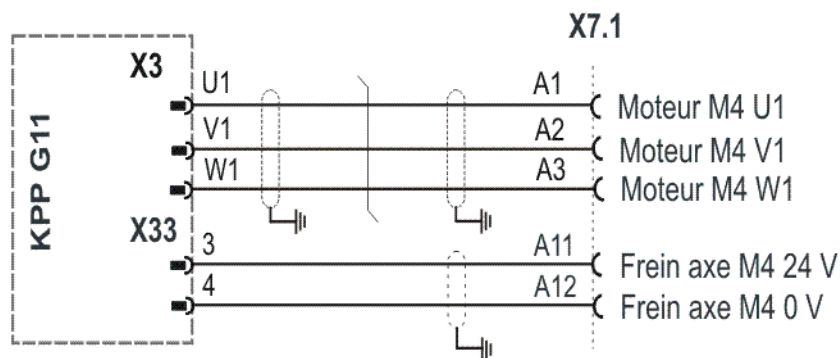 X7.1
KPP G11
X3
U1 A1 Moteur M4 U1
V1 A2 Moteur M4 V1
W1 A3 Moteur M4 W1
X33
3 A11 Frein axe M4 24 V
4 A12 Frein axe M4 0 V